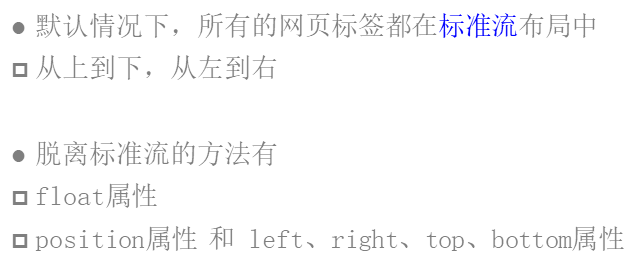 ● 默认情况下，所有的网页标签都在标准流布局中
□ 从上到下，从左到右
● 脱离标准流的方法有
□ float属性
□ position属性 和 left、right、top、bottom属性